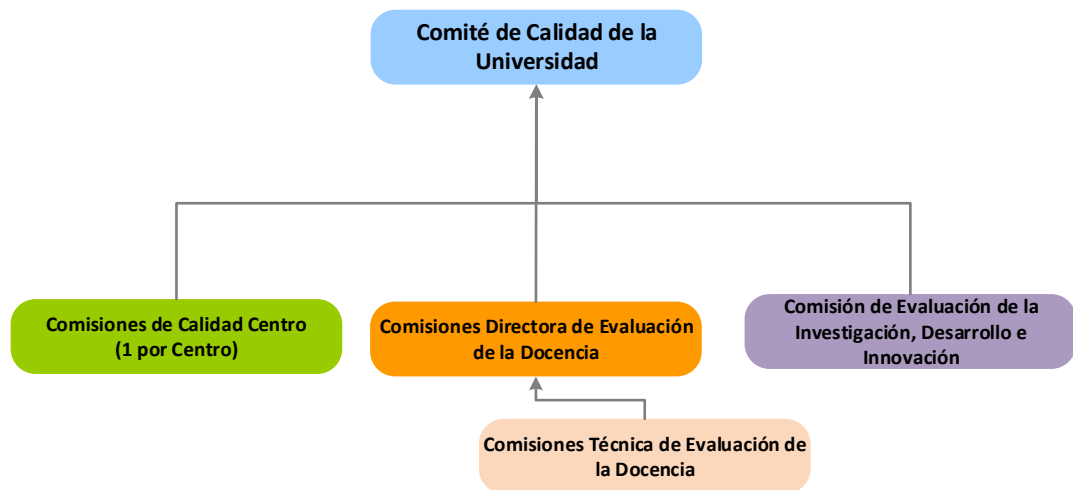 Comité de Calidad de la
Universidad
Comisiones de Calidad Centro
(1 por Centro)
Comisiones Directora de Evaluación
de la Docencia
Comisión de Evaluación de la
Investigación, Desarrollo e
Innovación
Comisiones Técnica de Evaluación de
la Docencia